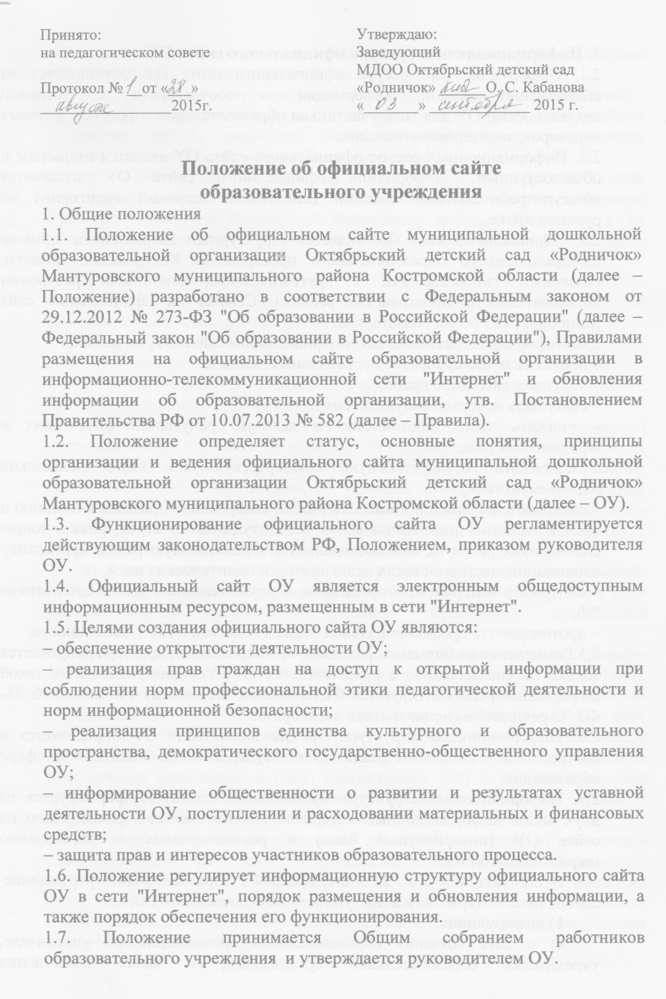 Принято:
на педагогическом совете
Протокол № 1 от «28»
августа 2015г.
Утверждаю:
Заведующий
МДОО Октябрьский детский сад
«Родничок» О. С. Кабанова
« 03 » сентября 2015 г.
Положение об официальном сайте
образовательного учреждения
1. Общие положения
1.1. Положение об официальном сайте муниципальной дошкольной
образовательной организации Октябрьский детский сад «Родничок»
Мантуровского муниципального района Костромской области (далее –
Положение) разработано в соответствии с Федеральным законом от
29.12.2012 № 273-ФЗ "Об образовании в Российской Федерации" (далее –
Федеральный закон "Об образовании в Российской Федерации"), Правилами
размещения на официальном сайте образовательной организации в
информационно-телекоммуникационной сети "Интернет" и обновления
информации об образовательной организации, утв. Постановлением
Правительства РФ от 10.07.2013 № 582 (далее – Правила).
1.2. Положение определяет статус, основные понятия, принципы
организации и ведения официального сайта муниципальной дошкольной
образовательной организации Октябрьский детский сад «Родничок»
Мантуровского муниципального района Костромской области (далее – ОУ).
1.3. Функционирование официального сайта ОУ регламентируется
действующим законодательством РФ, Положением, приказом руководителя
ОУ.
1.4. Официальный сайт ОУ является электронным общедоступным
информационным ресурсом, размещенным в сети "Интернет".
1.5. Целями создания официального сайта ОУ являются:
– обеспечение открытости деятельности ОУ;
– реализация прав граждан на доступ к открытой информации при
соблюдении норм профессиональной этики педагогической деятельности и
норм информационной безопасности;
– реализация принципов единства культурного и образовательного
пространства, демократического государственно-общественного управления
ОУ;
– информирование общественности о развитии и результатах уставной
деятельности ОУ, поступлении и расходовании материальных и финансовых
средств;
– защита прав и интересов участников образовательного процесса.
1.6. Положение регулирует информационную структуру официального сайта
ОУ в сети "Интернет", порядок размещения и обновления информации, а
также порядок обеспечения его функционирования.
1.7. Положение принимается Общим собранием работников
образовательного учреждения и утверждается руководителем ОУ.